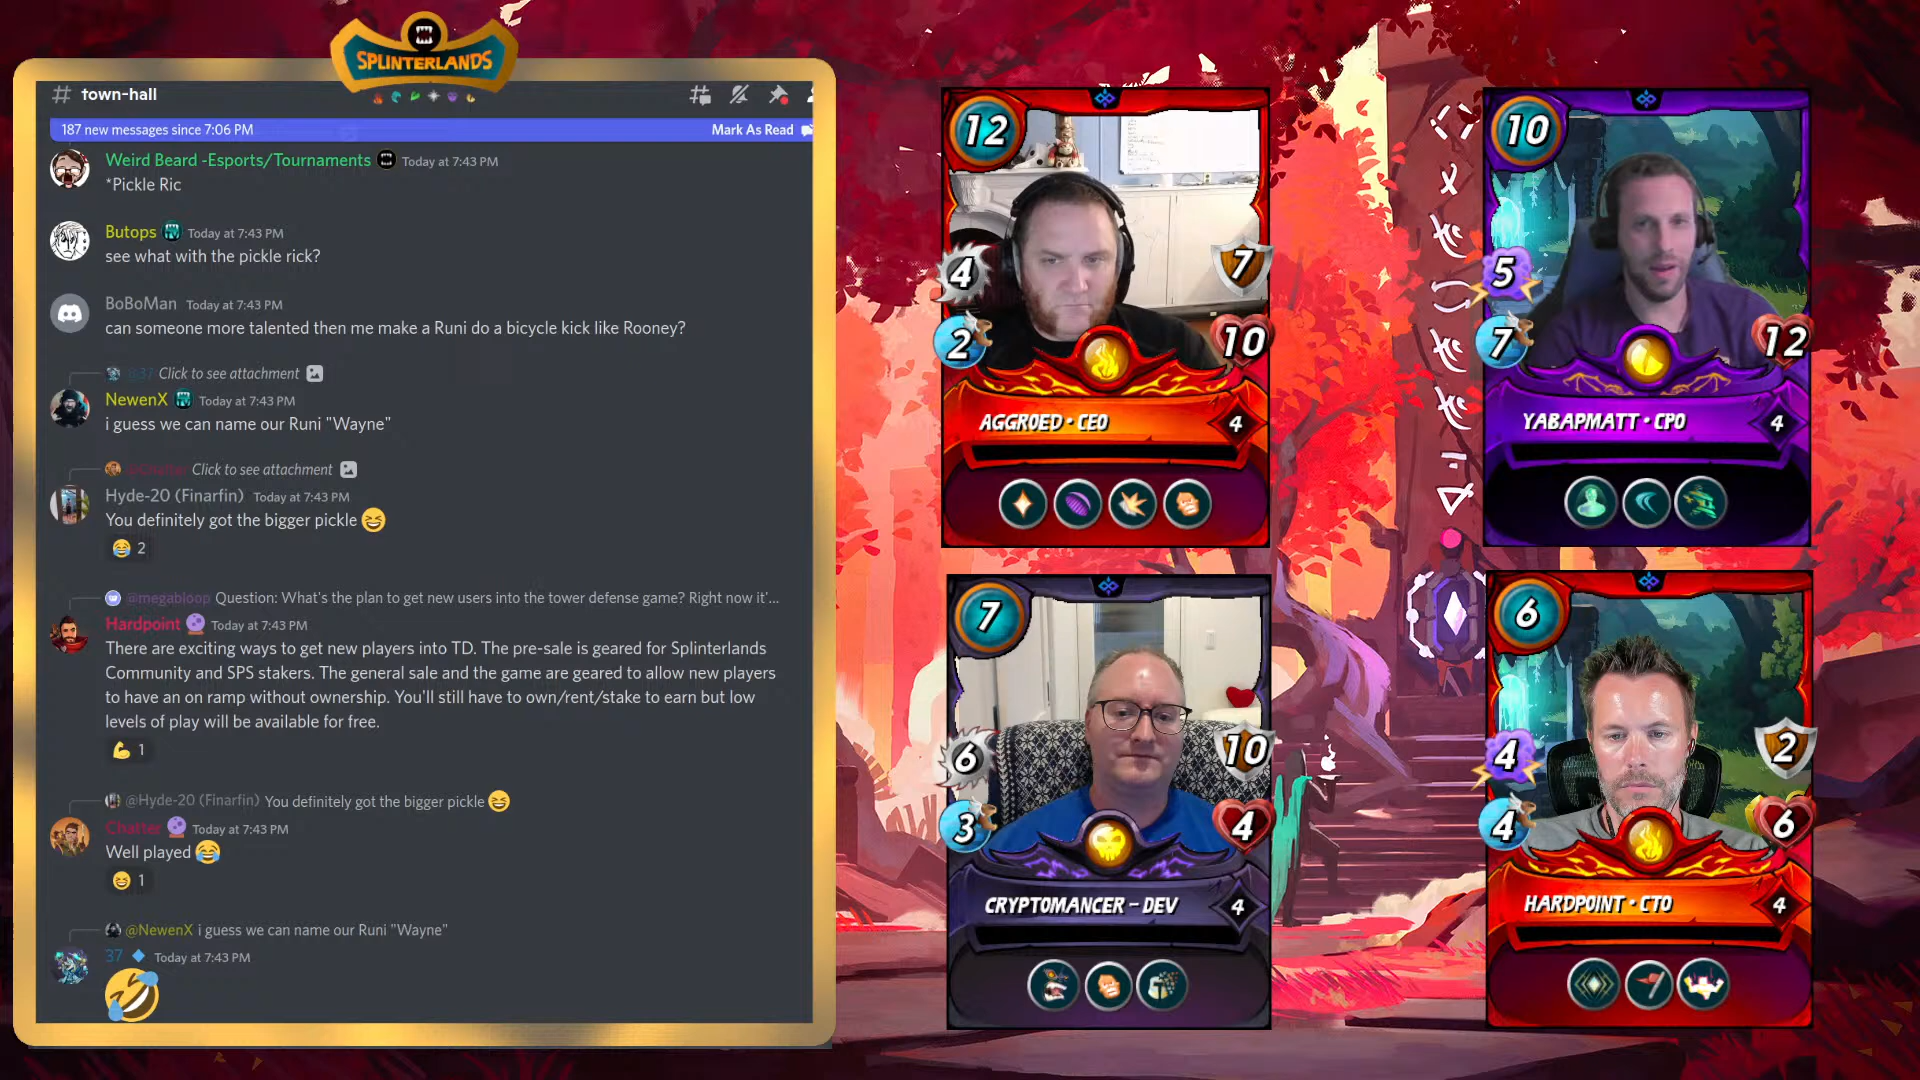 SPLINTERLANDS
# town-hall
187 new messages since 7:06 PM
Mark As Read
Weird Beard -Esports/Tournaments Today at 7:43 PM
*Pickle Ric
Butops Today at 7:43 PM
see what with the pickle rick?
BoBoMan Today at 7:43 PM
can someone more talented then me make a Runi do a bicycle kick like Rooney?
@37 Click to see attachment
NewenX Today at 7:43 PM
i guess we can name our Runi "Wayne"
@Chatter Click to see attachment
Hyde-20 (Finarfin) Today at 7:43 PM
You definitely got the bigger pickle 😆
😂 2
@megabloop Question: What's the plan to get new users into the tower defense game? Right now it'...
Hardpoint Today at 7:43 PM
There are exciting ways to get new players into TD. The pre-sale is geared for Splinterlands
Community and SPS stakers. The general sale and the game are geared to allow new players
to have an on ramp without ownership. You'll still have to own/rent/stake to earn but low
levels of play will be available for free.
💪 1
@Hyde-20 (Finarfin) You definitely got the bigger pickle 😆
Chatter Today at 7:43 PM
Well played 😂
😆 1
@NewenX i guess we can name our Runi "Wayne"
37 Today at 7:43 PM
🤣
12
4
7
2
10
AGGROED • CEO
4
10
5
7
12
YABAPMATT • CPO
4
7
6
10
3
4
CRYPTOMANCER – DEV
4
6
4
2
4
6
HARDPOINT • CTO
4